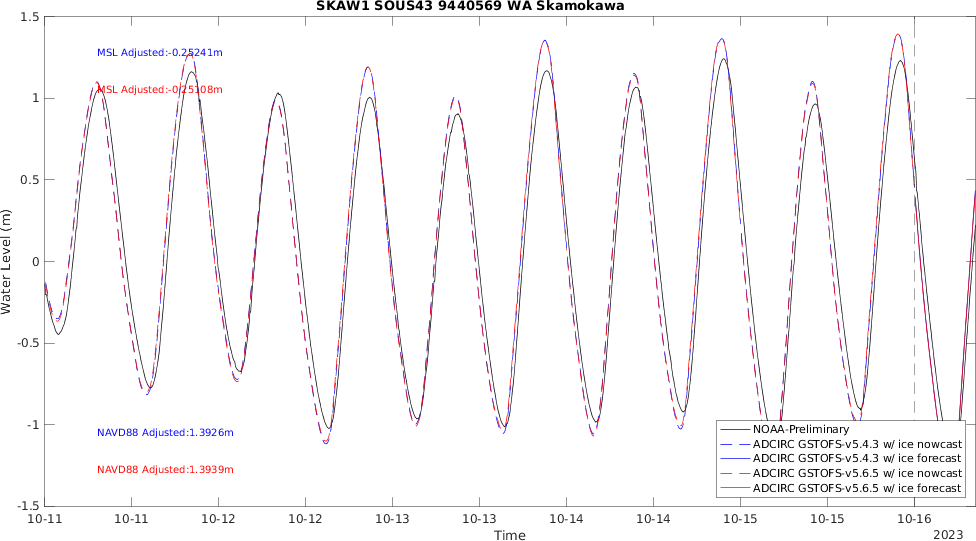 SKAW1 SOUS43 9440569 WA Skamokawa
1.5
1
0.5
0
-0.5
-1
-1.5
Water Level (m)
MSL Adjusted:-0.25241m
MSL Adjusted:-0.25108m
NAVD88 Adjusted:1.3926m
NAVD88 Adjusted:1.3939m
NOAA-Preliminary
ADCIRC GSTOFS-v5.4.3 w/ ice nowcast
ADCIRC GSTOFS-v5.4.3 w/ ice forecast
ADCIRC GSTOFS-v5.6.5 w/ ice nowcast
ADCIRC GSTOFS-v5.6.5 w/ ice forecast
10-11 10-11 10-12 10-12 10-13 10-13 10-14 10-14 10-15 10-15 10-16
Time
2023